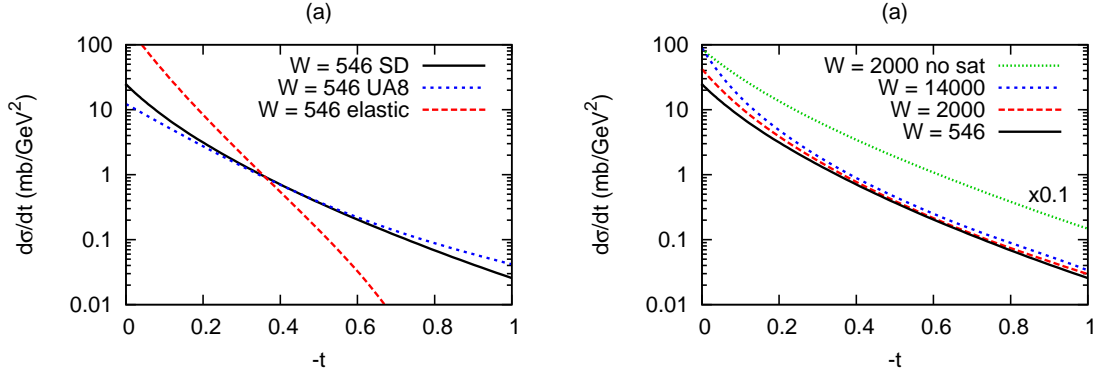 (a)
dσ/dt (mb/GeV²)
100
10
1
0.1
0.01
W = 546 SD
W = 546 UA8
W = 546 elastic
0 0.2 0.4 0.6 0.8 1
-t
(a)
dσ/dt (mb/GeV²)
100
10
1
0.1
0.01
W = 2000 no sat
W = 14000
W = 2000
W = 546
x0.1
0 0.2 0.4 0.6 0.8 1
-t